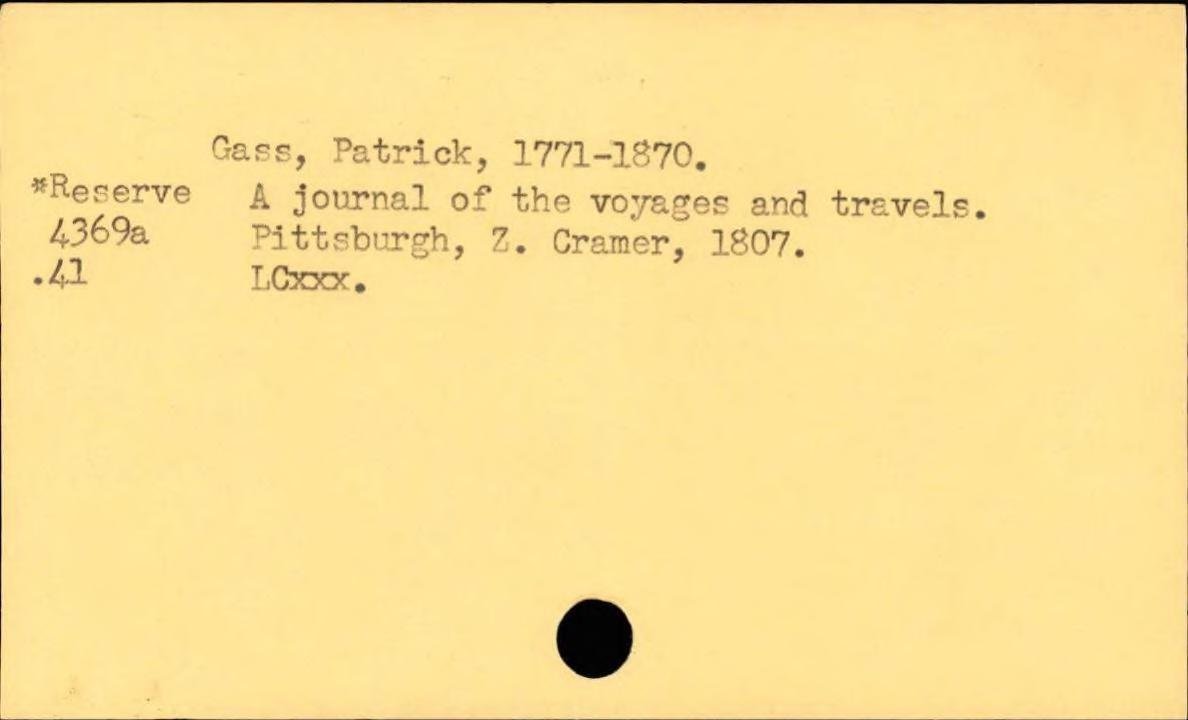 Gass, Patrick, 1771-1870.
*Reserve A journal of the voyages and travels.
4369a Pittsburgh, Z. Cramer, 1807.
.41 LCxxx.